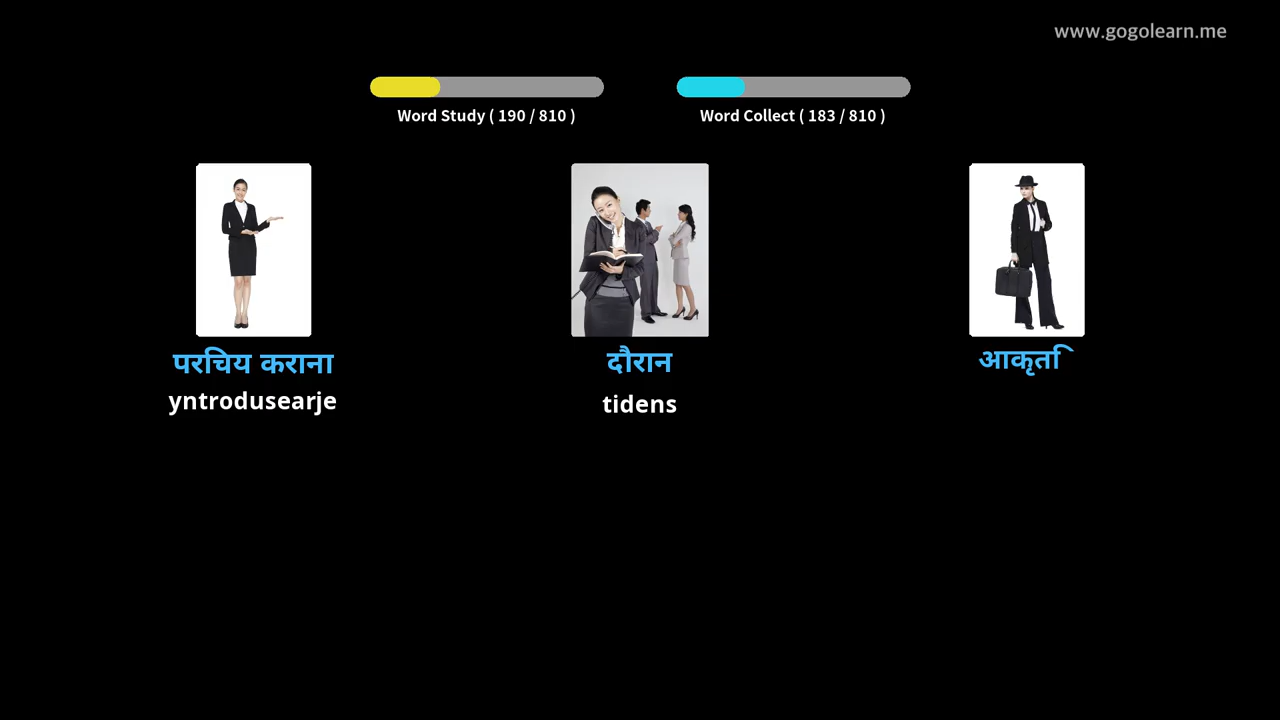 www.gogolearn.me
Word Study ( 190 / 810 )
Word Collect ( 183 / 810 )
परिचय कराना
yntrodusearje
दौरान
tidens
आकृति